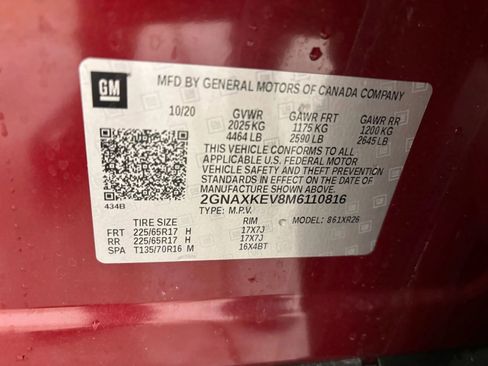 GM
MFD BY GENERAL MOTORS OF CANADA COMPANY
10/20 GVWR GAWR FRT GAWR RR
2025 KG 1175 KG 1200 KG
4464 LB 2590 LB 2645 LB
THIS VEHICLE CONFORMS TO ALL
APPLICABLE U.S. FEDERAL MOTOR
VEHICLE SAFETY AND THEFT
PREVENTION STANDARDS IN EFFECT
ON THE DATE OF MANUFACTURE
SHOWN ABOVE.
2GNAXKEV8M6110816
434B TYPE: M.P.V. MODEL: 861XR26
TIRE SIZE RIM
FRT 225/65R17 H 17X7J
RR 225/65R17 H 17X7J
SPA T135/70R16 M 16X4BT